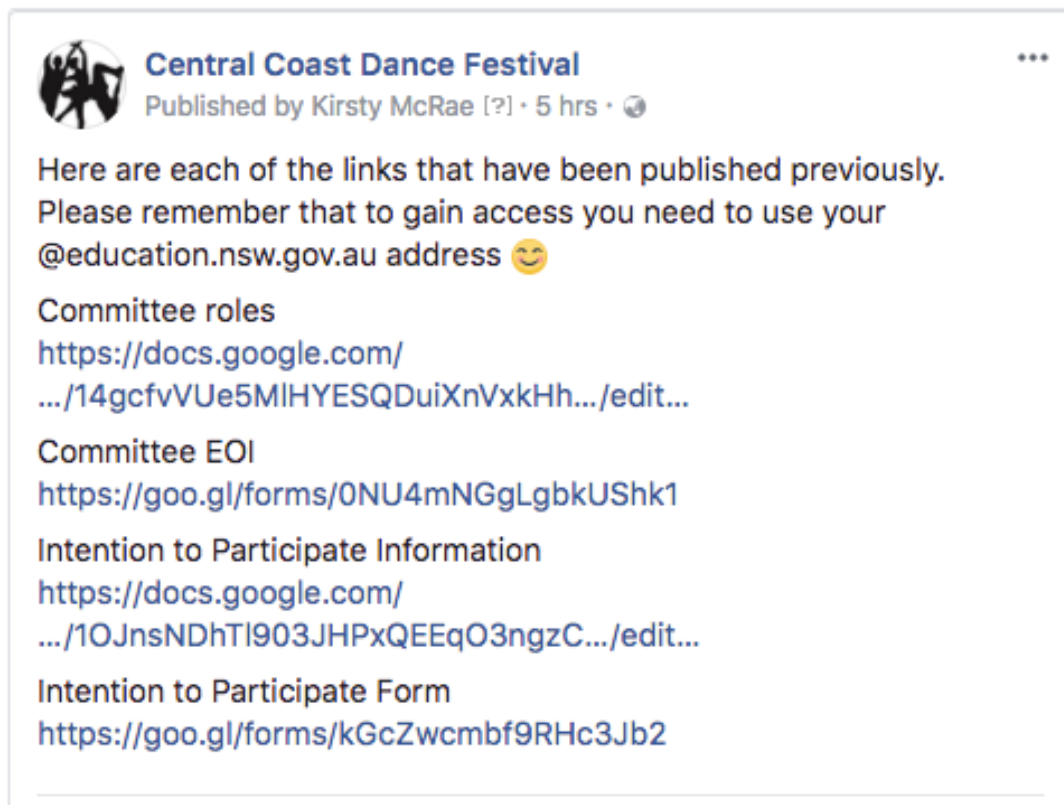 Central Coast Dance Festival
Published by Kirsty McRae [?] · 5 hrs ·
Here are each of the links that have been published previously.
Please remember that to gain access you need to use your
@education.nsw.gov.au address 😊
Committee roles
https://docs.google.com/
…/14gcfvVUe5MlHYESQDuiXnVxkHh…/edit…
Committee EOI
https://goo.gl/forms/0NU4mNGgLgbkUShk1
Intention to Participate Information
https://docs.google.com/
…/1OJnsNDhTl903JHPxQEEqO3ngzC…/edit…
Intention to Participate Form
https://goo.gl/forms/kGcZwcmbf9RHc3Jb2